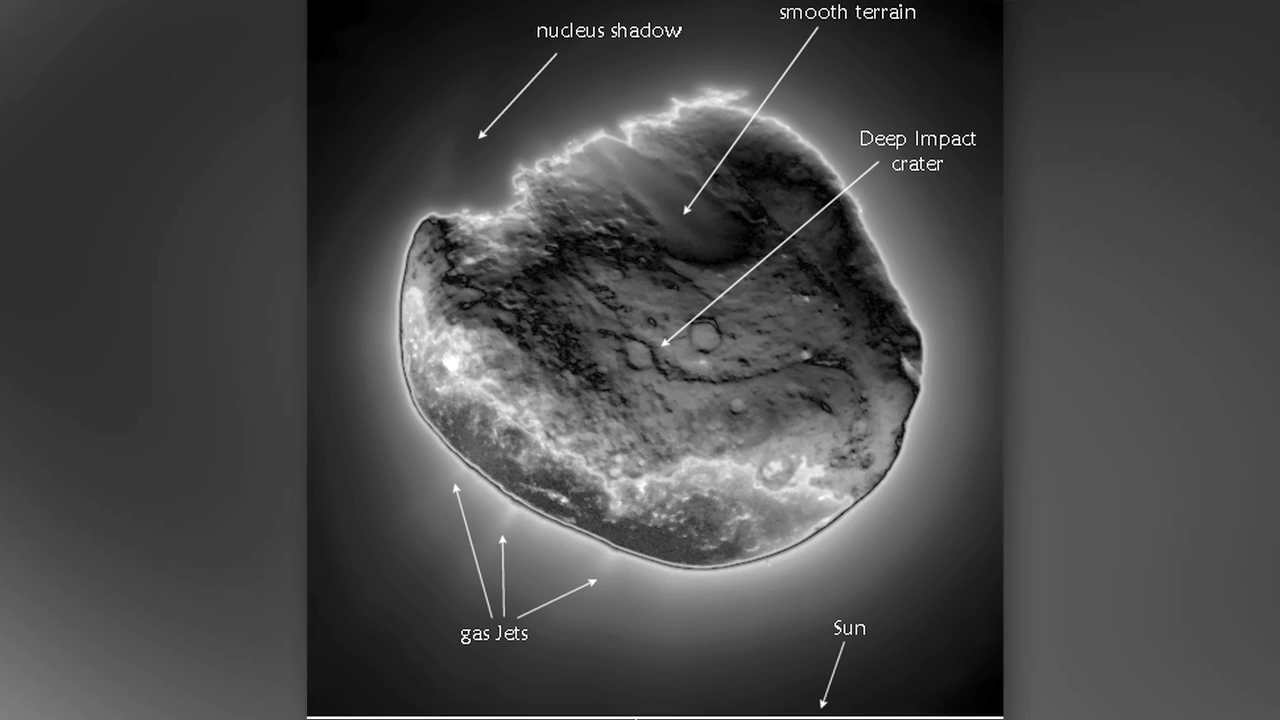 smooth terrain
nucleus shadow
Deep Impact
crater
gas Jets
Sun